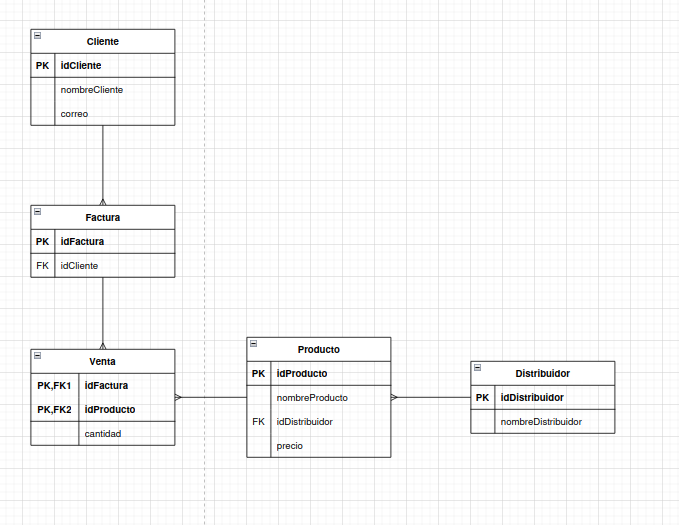 Cliente
PK idCliente
nombreCliente
correo
Factura
PK idFactura
FK idCliente
Venta
PK,FK1 idFactura
PK,FK2 idProducto
cantidad
Producto
PK idProducto
nombreProducto
FK idDistribuidor
precio
Distribuidor
PK idDistribuidor
nombreDistribuidor